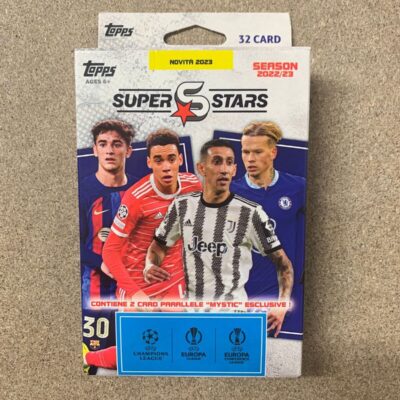 Topps
32 CARD
NOVITÀ 2023
Topps
AGES 6+
SEASON
2022/23
SUPER STARS
Jeep
CONTIENE 2 CARD PARALLELE "MYSTIC" ESCLUSIVE!
30
CHAMPIONS
LEAGUE
EUROPA
LEAGUE
EUROPA
CONFERENCE
LEAGUE